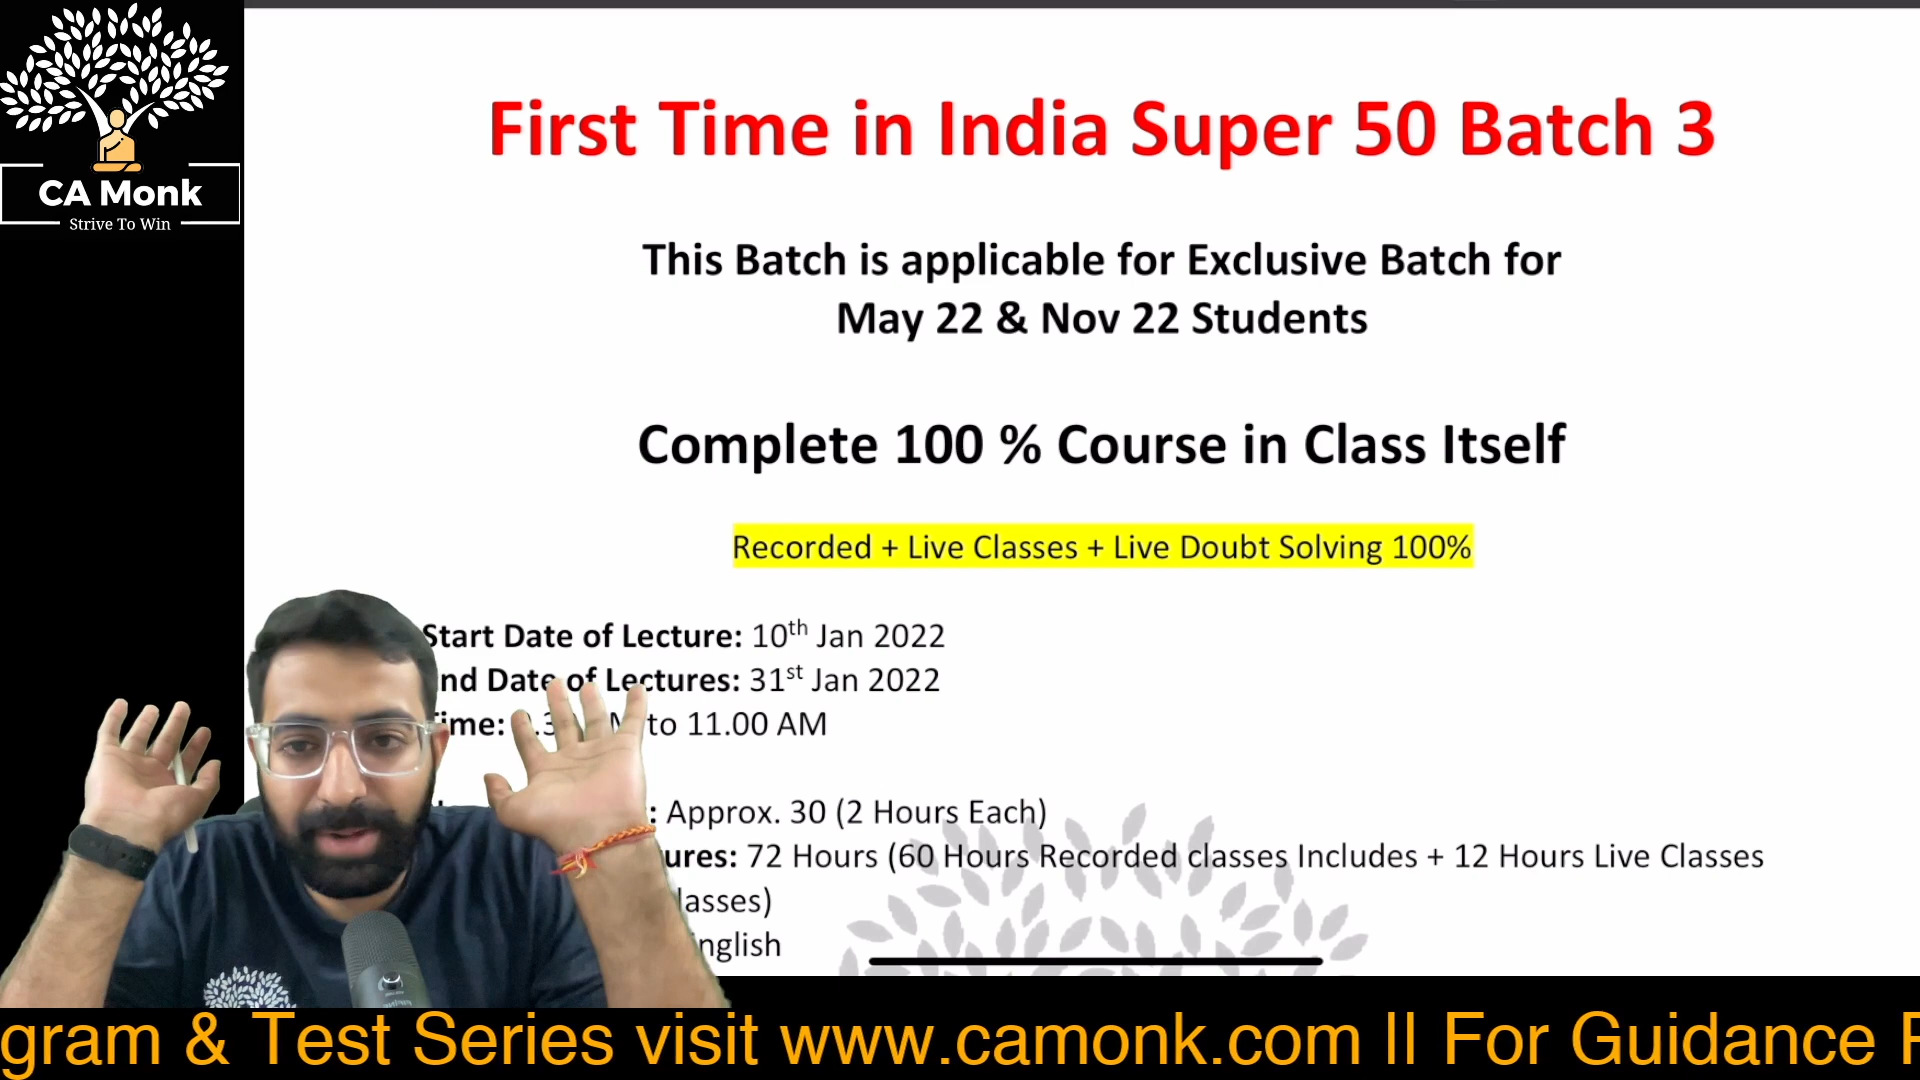 CA Monk
Strive To Win
First Time in India Super 50 Batch 3
This Batch is applicable for Exclusive Batch for
May 22 & Nov 22 Students
Complete 100 % Course in Class Itself
Recorded + Live Classes + Live Doubt Solving 100%
Start Date of Lecture: 10th Jan 2022
End Date of Lectures: 31st Jan 2022
Time: to 11.00 AM
: Approx. 30 (2 Hours Each)
72 Hours (60 Hours Recorded classes Includes + 12 Hours Live Classes
gram & Test Series visit www.camonk.com II For Guidance